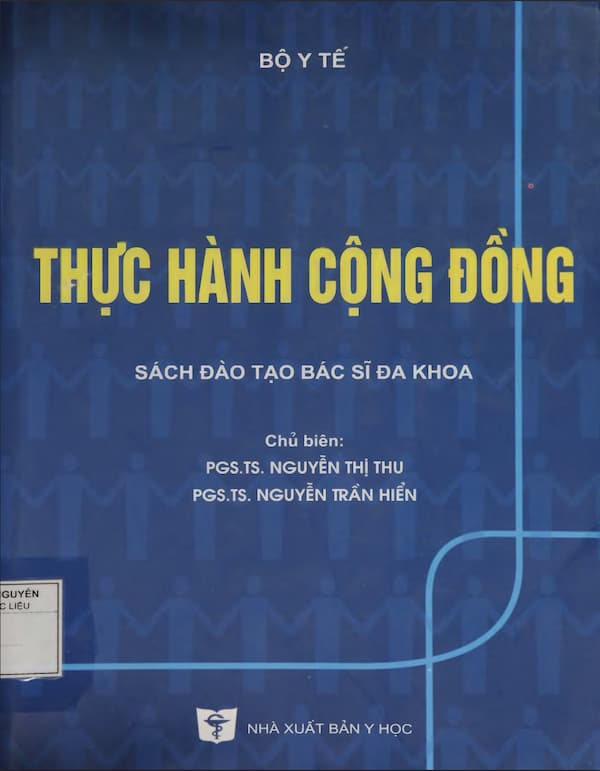 BỘ Y TẾ
THỰC HÀNH CỘNG ĐỒNG
SÁCH ĐÀO TẠO BÁC SĨ ĐA KHOA
Chủ biên:
PGS.TS. NGUYỄN THỊ THU
PGS.TS. NGUYỄN TRẦN HIỂN
GUYÊN
C LIỆU
NHÀ XUẤT BẢN Y HỌC